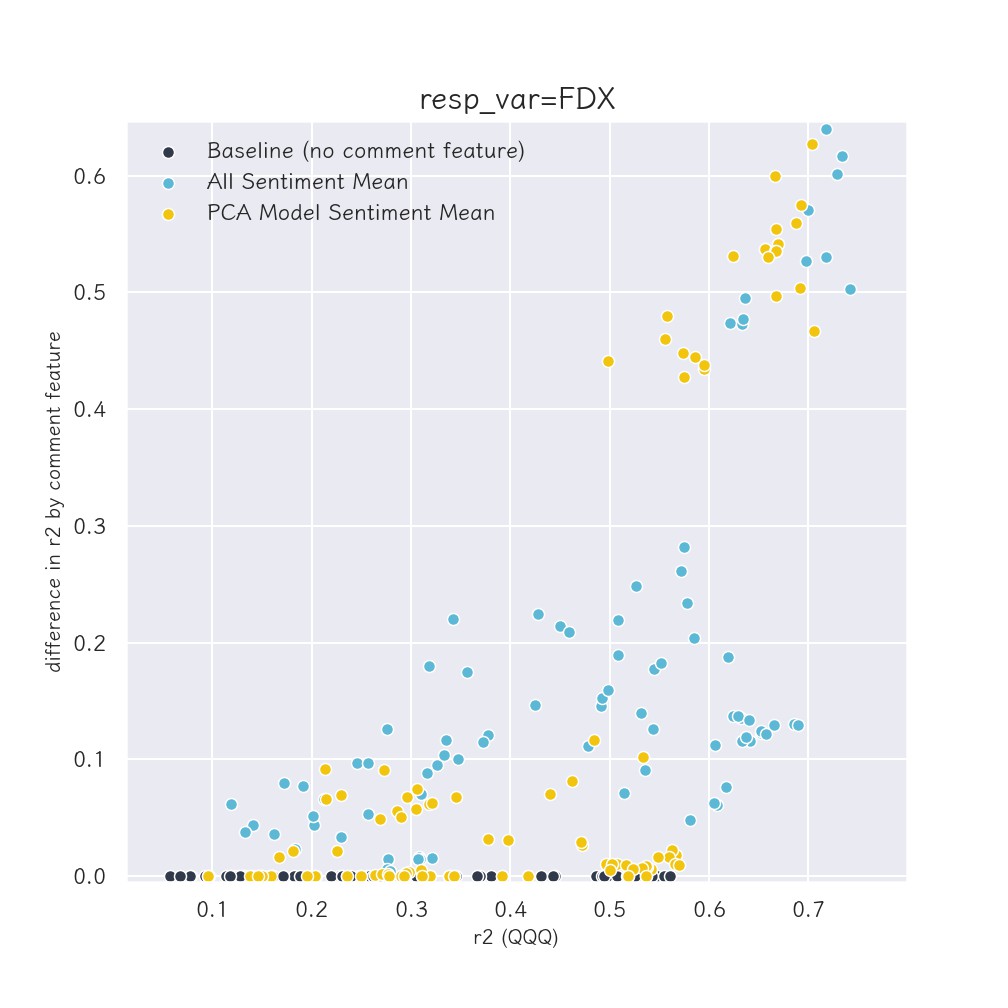 resp_var=FDX
Baseline (no comment feature)
All Sentiment Mean
PCA Model Sentiment Mean
difference in r2 by comment feature
0.6
0.5
0.4
0.3
0.2
0.1
0.0
0.1 0.2 0.3 0.4 0.5 0.6 0.7
r2 (QQQ)